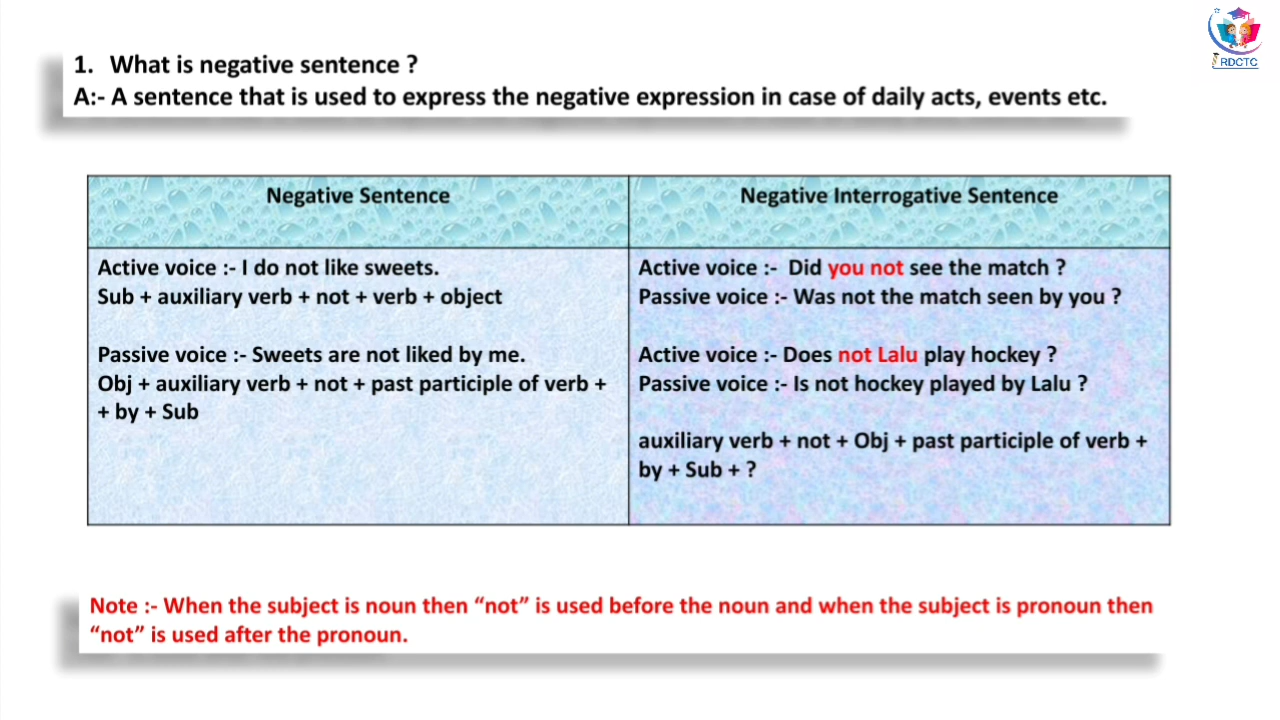 RDCTC
1. What is negative sentence ?
A:- A sentence that is used to express the negative expression in case of daily acts, events etc.
Negative Sentence
Active voice :- I do not like sweets.
Sub + auxiliary verb + not + verb + object
Passive voice :- Sweets are not liked by me.
Obj + auxiliary verb + not + past participle of verb +
+ by + Sub
Negative Interrogative Sentence
Active voice :- Did you not see the match ?
Passive voice :- Was not the match seen by you ?
Active voice :- Does not Lalu play hockey ?
Passive voice :- Is not hockey played by Lalu ?
auxiliary verb + not + Obj + past participle of verb +
by + Sub + ?
Note :- When the subject is noun then “not” is used before the noun and when the subject is pronoun then
“not” is used after the pronoun.